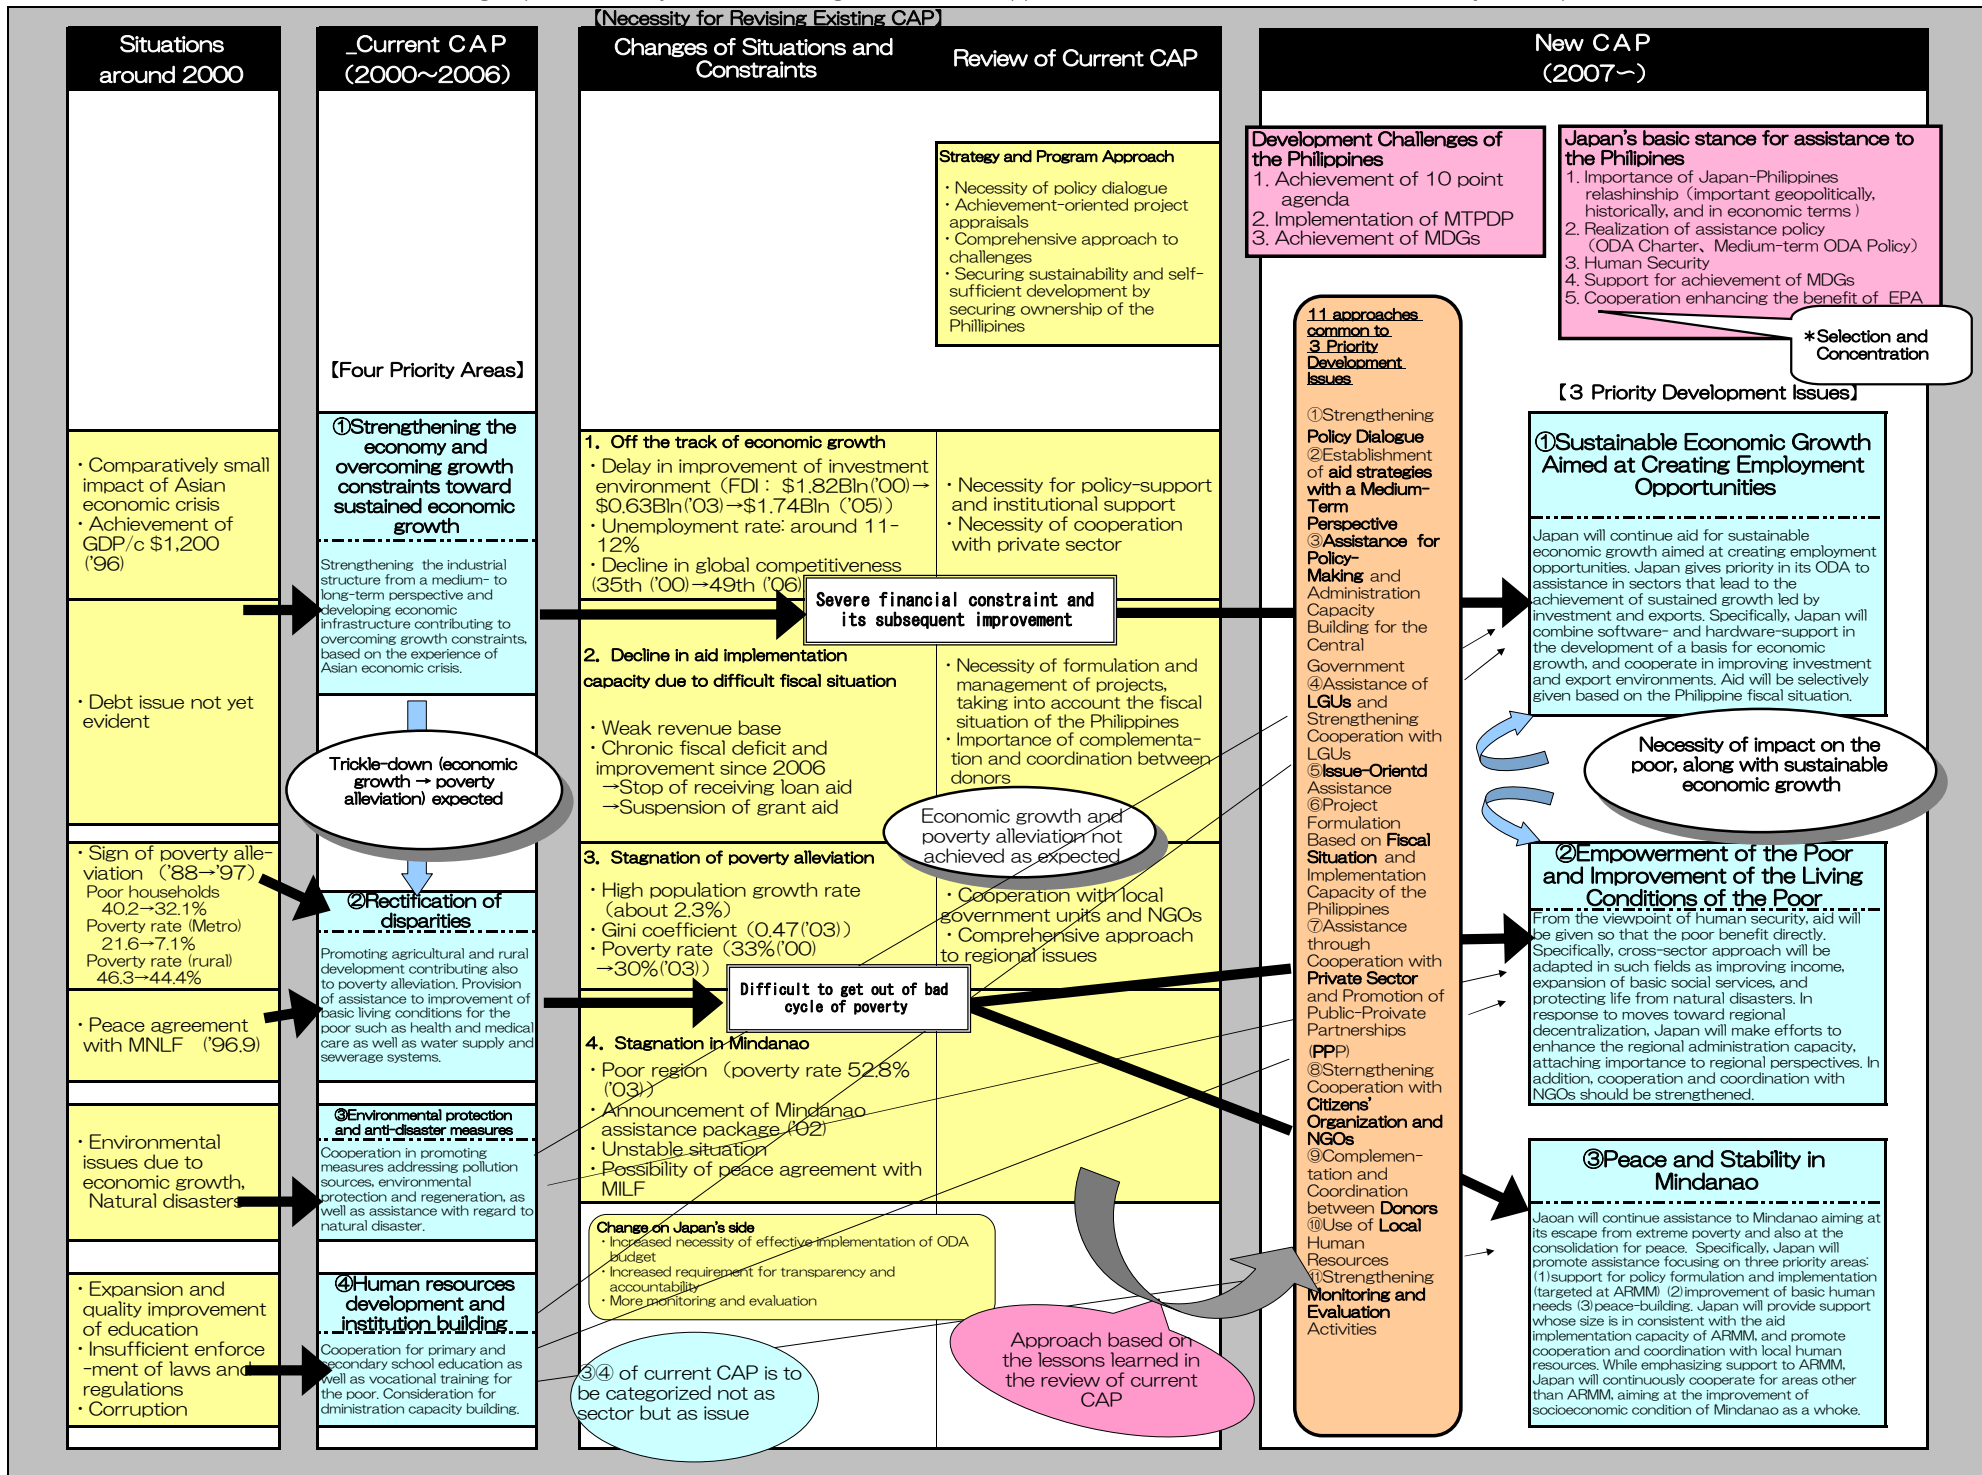 【Necessity for Revising Existing CAP】
Situations
around 2000
_Current CAP
(2000～2006)
Changes of Situations and
Constraints
Review of Current CAP
New CAP
(2007～)
Strategy and Program Approach
・Necessity of policy dialogue
・Achievement-oriented project
appraisals
・Comprehensive approach to
challenges
・Securing sustainability and self-
sufficient development by
securing ownership of the
Phillipines
Development Challenges of
the Philippines
1. Achievement of 10 point
agenda
2. Implementation of MTPDP
3. Achievement of MDGs
Japan's basic stance for assistance to
the Philipines
1. Importance of Japan-Philippines
relashinship (important geopolitically,
historically, and in economic terms )
2. Realization of assistance policy
(ODA Charter、Medium-term ODA Policy)
3. Human Security
4. Support for achievement of MDGs
5. Cooperation enhancing the benefit of EPA
＊Selection and
Concentration
【Four Priority Areas】
【3 Priority Development Issues】
・Comparatively small
impact of Asian
economic crisis
・Achievement of
GDP/c $1,200
('96)
・Debt issue not yet
evident
・Sign of poverty alle-
viation ('88→'97)
Poor households
40.2→32.1%
Poverty rate (Metro)
21.6→7.1%
Poverty rate (rural)
46.3→44.4%
・Peace agreement
with MNLF ('96.9)
・Environmental
issues due to
economic growth,
Natural disasters
・Expansion and
quality improvement
of education
・Insufficient enforce
-ment of laws and
regulations
・Corruption
①Strengthening the
economy and
overcoming growth
constraints toward
sustained economic
growth
Strengthening the industrial
structure from a medium- to
long-term perspective and
developing economic
infrastructure contributing to
overcoming growth constraints,
based on the experience of
Asian economic crisis.
Trickle-down (economic
growth → poverty
alleviation) expected
②Rectification of
disparities
Promoting agricultural and rural
development contributing also
to poverty alleviation. Provision
of assistance to improvement of
basic living conditions for the
poor such as health and medical
care as well as water supply and
sewerage systems.
③Environmental protection
and anti-disaster measures
Cooperation in promoting
measures addressing pollution
sources, environmental
protection and regeneration, as
well as assistance with regard to
natural disaster.
④Human resources
development and
institution building
Cooperation for primary and
secondary school education as
well as vocational training for
the poor. Consideration for
dministration capacity building.
1. Off the track of economic growth
・Delay in improvement of investment
environment (FDI： $1.82Bln('00)→
$0.63Bln('03)→$1.74Bln ('05))
・Unemployment rate: around 11-
12%
・Decline in global competitiveness
(35th ('00)→49th ('06)
Severe financial constraint and
its subsequent improvement
2. Decline in aid implementation
capacity due to difficult fiscal situation
・Weak revenue base
・Chronic fiscal deficit and
improvement since 2006
→Stop of receiving loan aid
→Suspension of grant aid
3. Stagnation of poverty alleviation
・High population growth rate
(about 2.3%)
・Gini coefficient (0.47('03))
・Poverty rate (33%('00)
→30%('03))
Difficult to get out of bad
cycle of poverty
4. Stagnation in Mindanao
・Poor region (poverty rate 52.8%
('03))
・Announcement of Mindanao
assistance package ('02)
・Unstable situation
・Possibility of peace agreement with
MILF
Change on Japan's side
・Increased necessity of effective implementation of ODA
budget
・Increased requirement for transparency and
accountability
・More monitoring and evaluation
③④ of current CAP is to
be categorized not as
sector but as issue
・Necessity for policy-support
and institutional support
・Necessity of cooperation
with private sector
・Necessity of formulation and
management of projects,
taking into account the fiscal
situation of the Philippines
・Importance of complementa-
tion and coordination between
donors
Economic growth and
poverty alleviation not
achieved as expected
・Cooperation with local
government units and NGOs
・Comprehensive approach
to regional issues
Approach based on
the lessons learned in
the review of current
CAP
11 approaches
common to
3 Priority
Development
Issues
①Strengthening
Policy Dialogue
②Establishment
of aid strategies
with a Medium-
Term
Perspective
③Assistance for
Policy-
Making and
Administration
Capacity
Building for the
Central
Government
④Assistance of
LGUs and
Strengthening
Cooperation with
LGUs
⑤Issue-Orientd
Assistance
⑥Project
Formulation
Based on Fiscal
Situation and
Implementation
Capacity of the
Philippines
⑦Assistance
through
Cooperation with
Private Sector
and Promotion of
Public-Proivate
Partnerships
(PPP)
⑧Sterngthening
Cooperation with
Citizens'
Organization and
NGOs
⑨Complemen-
tation and
Coordination
between Donors
⑩Use of Local
Human
Resources
⑪Strengthening
Monitoring and
Evaluation
Activities
①Sustainable Economic Growth
Aimed at Creating Employment
Opportunities
Japan will continue aid for sustainable
economic growth aimed at creating employment
opportunities. Japan gives priority in its ODA to
assistance in sectors that lead to the
achievement of sustained growth led by
investment and exports. Specifically, Japan will
combine software- and hardware-support in
the development of a basis for economic
growth, and cooperate in improving investment
and export environments. Aid will be selectively
given based on the Philippine fiscal situation.
Necessity of impact on the
poor, along with sustainable
economic growth
②Empowerment of the Poor
and Improvement of the Living
Conditions of the Poor
From the viewpoint of human security, aid will
be given so that the poor benefit directly.
Specifically, cross-sector approach will be
adapted in such fields as improving income,
expansion of basic social services, and
protecting life from natural disasters. In
response to moves toward regional
decentralization, Japan will make efforts to
enhance the regional administration capacity,
attaching importance to regional perspectives. In
addition, cooperation and coordination with
NGOs should be strengthened.
③Peace and Stability in
Mindanao
Jaoan will continue assistance to Mindanao aiming at
its escape from extreme poverty and also at the
consolidation for peace. Specifically, Japan will
promote assistance focusing on three priority areas:
(1)support for policy formulation and implementation
(targeted at ARMM) (2)improvement of basic human
needs (3)peace-building. Japan will provide support
whose size is in consistent with the aid
implementation capacity of ARMM, and promote
cooperation and coordination with local human
resources. While emphasizing support to ARMM,
Japan will continuously cooperate for areas other
than ARMM, aiming at the improvement of
socioeconomic condition of Mindanao as a whoke.